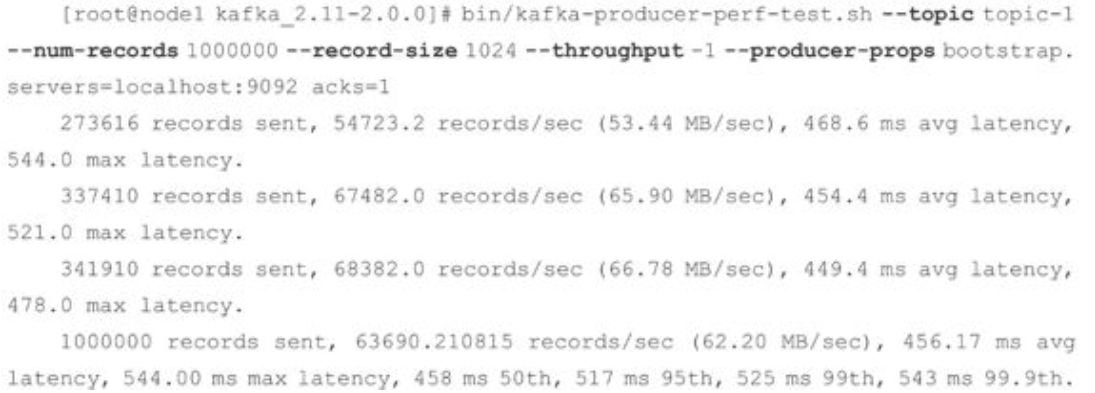 [root@node1 kafka_2.11-2.0.0]# bin/kafka-producer-perf-test.sh --topic topic-1
--num-records 1000000 --record-size 1024 --throughput -1 --producer-props bootstrap.
servers=localhost:9092 acks=1
273616 records sent, 54723.2 records/sec (53.44 MB/sec), 468.6 ms avg latency,
544.0 max latency.
337410 records sent, 67482.0 records/sec (65.90 MB/sec), 454.4 ms avg latency,
521.0 max latency.
341910 records sent, 68382.0 records/sec (66.78 MB/sec), 449.4 ms avg latency,
478.0 max latency.
1000000 records sent, 63690.210815 records/sec (62.20 MB/sec), 456.17 ms avg
latency, 544.00 ms max latency, 458 ms 50th, 517 ms 95th, 525 ms 99th, 543 ms 99.9th.